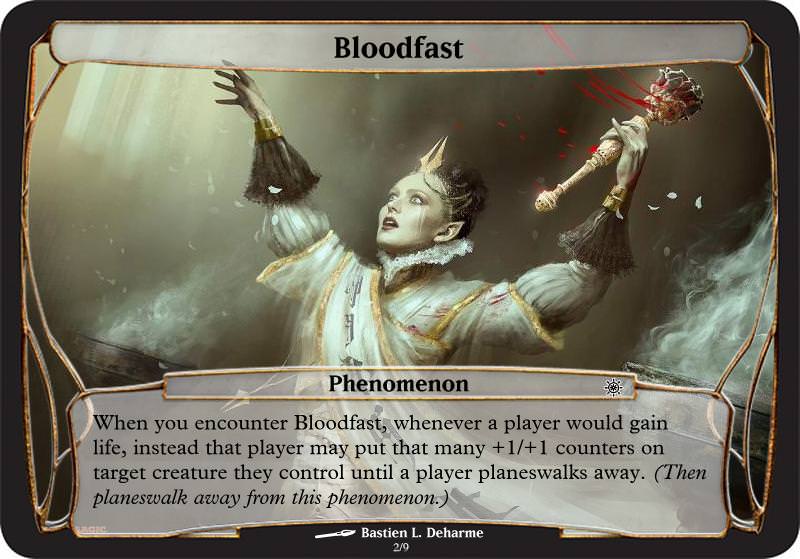 Bloodfast
Phenomenon
When you encounter Bloodfast, whenever a player would gain
life, instead that player may put that many +1/+1 counters on
target creature they control until a player planeswalks away. (Then
planeswalk away from this phenomenon.)
Bastien L. Deharme
2/9